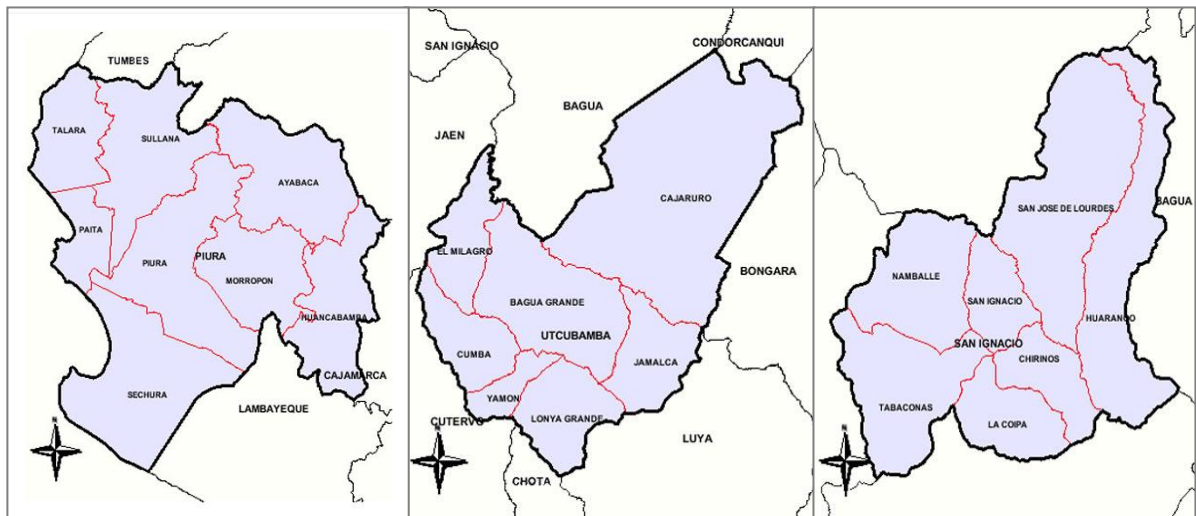 TUMBES
TALARA
SULLANA
AYABACA
PAITA
PIURA
PIURA
MORROPON
HUANCABAMBA
CAJAMARCA
SECHURA
LAMBAYEQUE
N
SAN IGNACIO
CONDORCANQUI
BAGUA
JAEN
CAJARURO
EL MILAGRO
BONGARA
BAGUA GRANDE
UTCUBAMBA
CUMBA
JAMALCA
YAMON
CUTERVO
LONYA GRANDE
LUYA
CHOTA
N
BAGUA
SAN JOSE DE LOURDES
NAMBALLE
SAN IGNACIO
HUARANGO
SAN IGNACIO
CHIRINOS
TABACONAS
LA COIPA
N